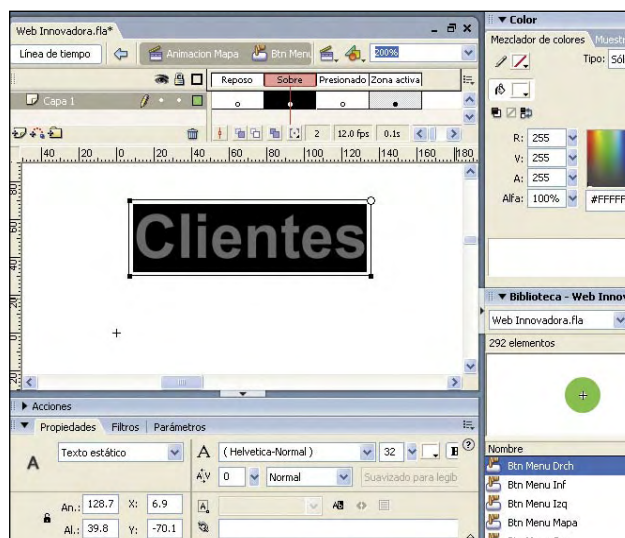 Web Innovadora.fla*
Línea de tiempo Animacion Mapa Btn Menu 200%
Reposo Sobre Presionado Zona activa
Capa 1
2 12.0 fps 0.1s
40 20 0 20 40 60 80 100 120 140 160 180
Clientes
Acciones
Propiedades Filtros Parámetros
A Texto estático A (Helvetica-Normal) 32
A/V 0 Normal Suavizado para legib
An.: 128.7 X: 6.9
Al.: 39.8 Y: -70.1
Color
Mezclador de colores Muest
Tipo: Sól
R: 255
V: 255
A: 255
Alfa: 100% #FFFFF
Biblioteca - Web Inno
Web Innovadora.fla
292 elementos
Nombre
Btn Menu Drch
Btn Menu Inf
Btn Menu Izq
Btn Menu Mapa